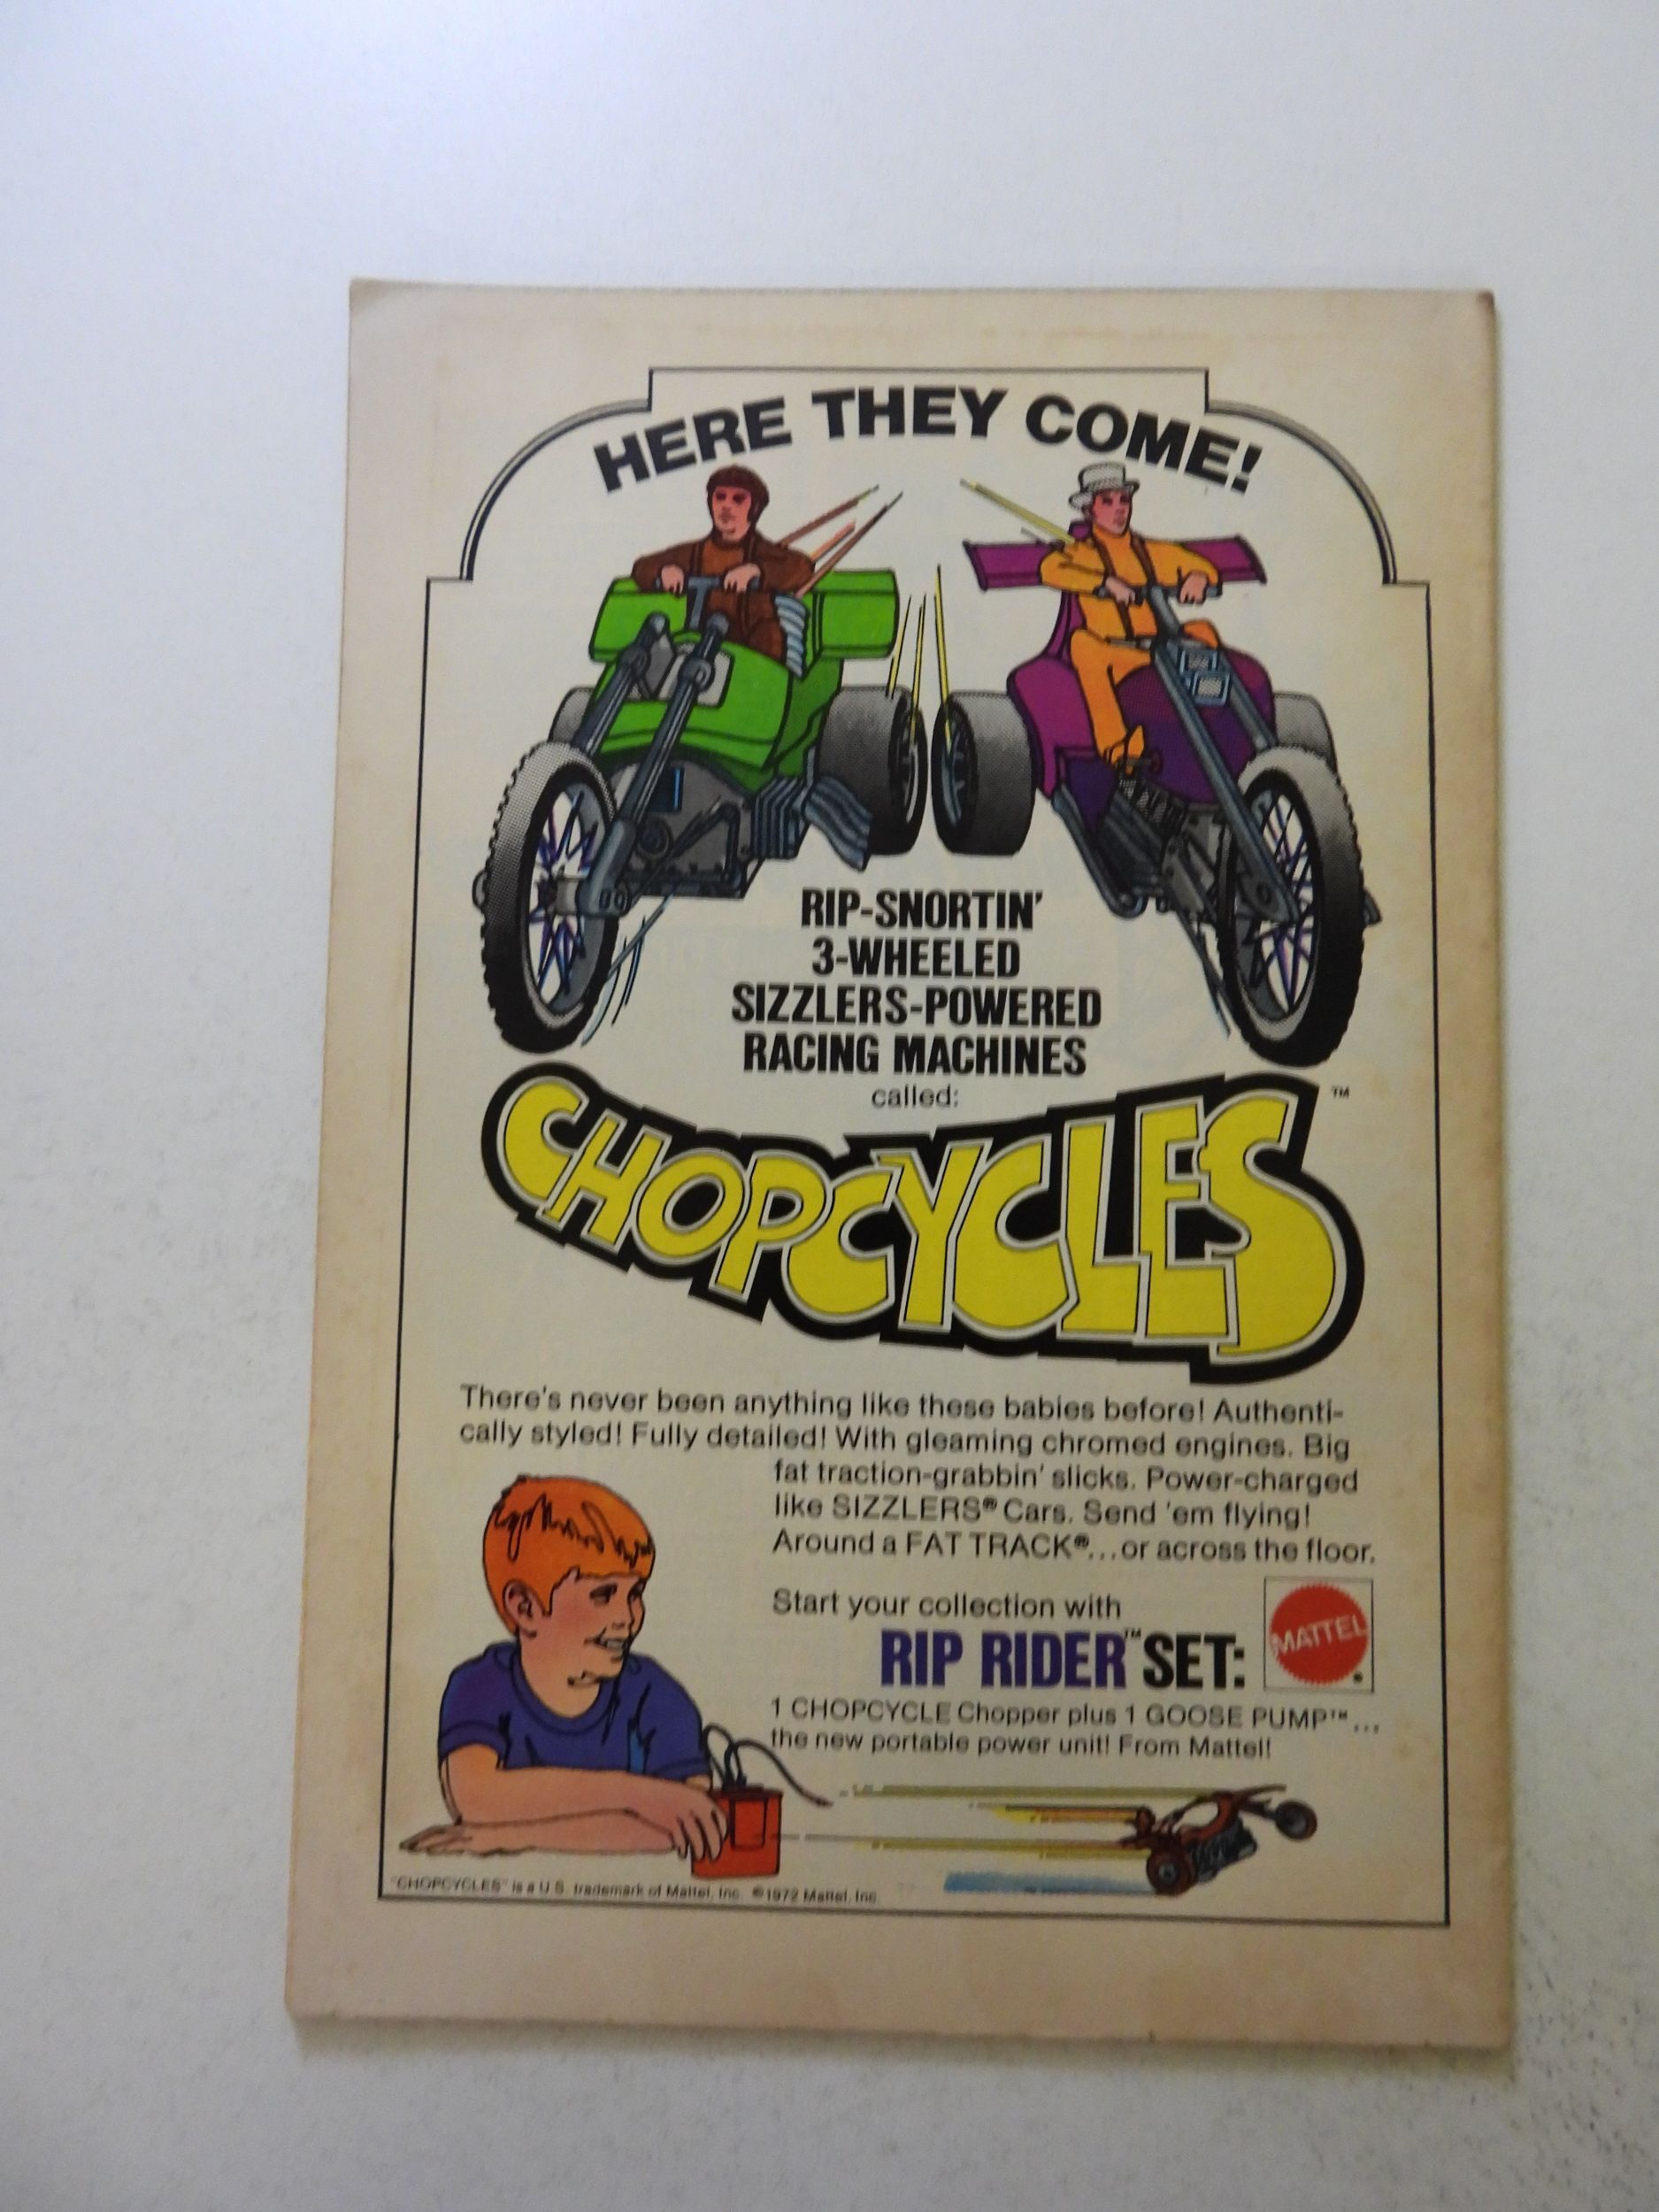 HERE THEY COME!
RIP-SNORTIN'
3-WHEELED
SIZZLERS-POWERED
RACING MACHINES
called:
CHOPCYCLES™
There's never been anything like these babies before! Authenti-
cally styled! Fully detailed! With gleaming chromed engines. Big
fat traction-grabbin' slicks. Power-charged
like SIZZLERS® Cars. Send 'em flying!
Around a FAT TRACK®...or across the floor.
Start your collection with
RIP RIDER™ SET:
MATTEL®
1 CHOPCYCLE Chopper plus 1 GOOSE PUMP™...
the new portable power unit! From Mattel!
"CHOPCYCLES" is a U.S. trademark of Mattel, Inc. ©1972 Mattel, Inc.